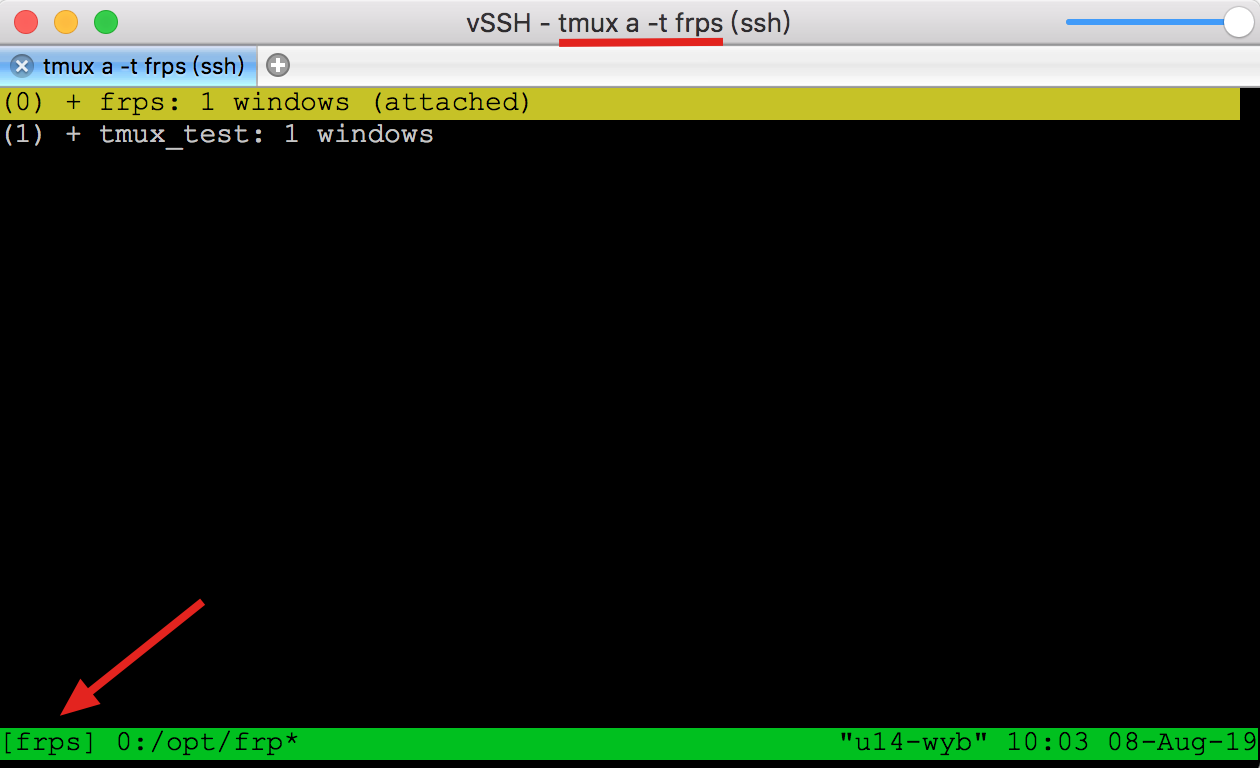 vSSH - tmux a -t frps (ssh)
tmux a -t frps (ssh)
(0) + frps: 1 windows (attached)
(1) + tmux_test: 1 windows
[frps] 0:/opt/frp* "u14-wyb" 10:03 08-Aug-19